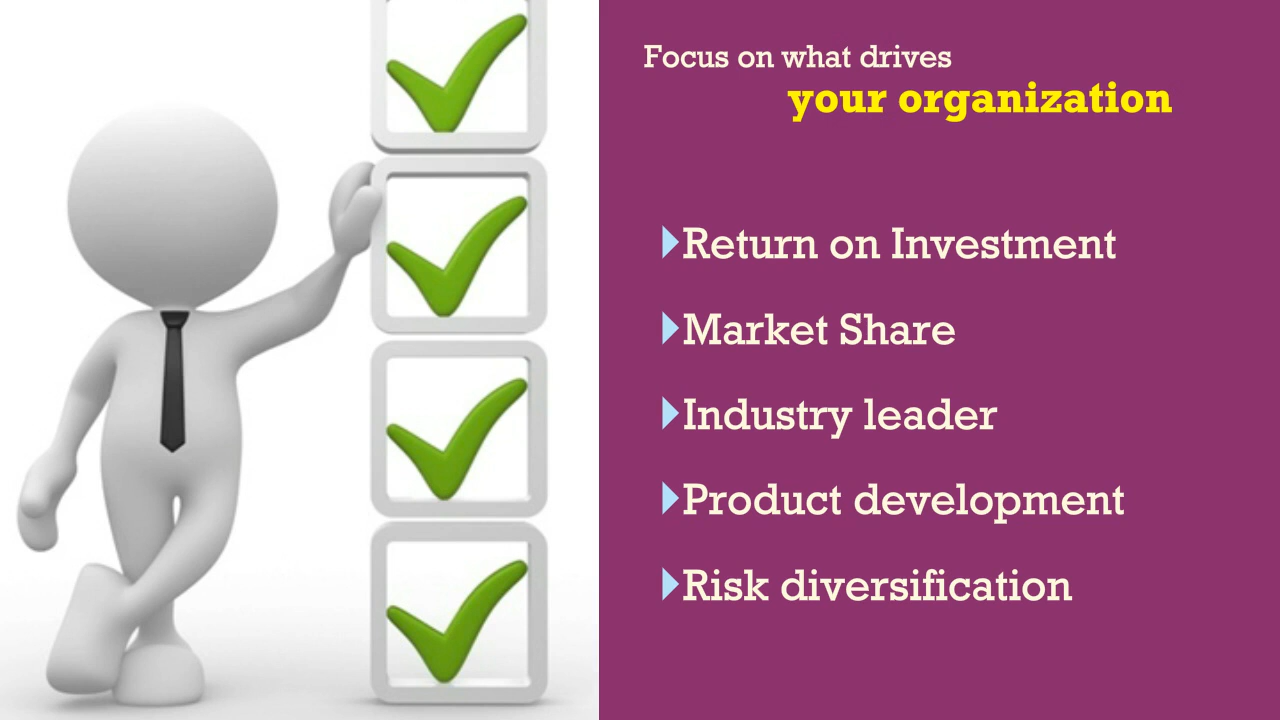 Focus on what drives
your organization
Return on Investment
Market Share
Industry leader
Product development
Risk diversification